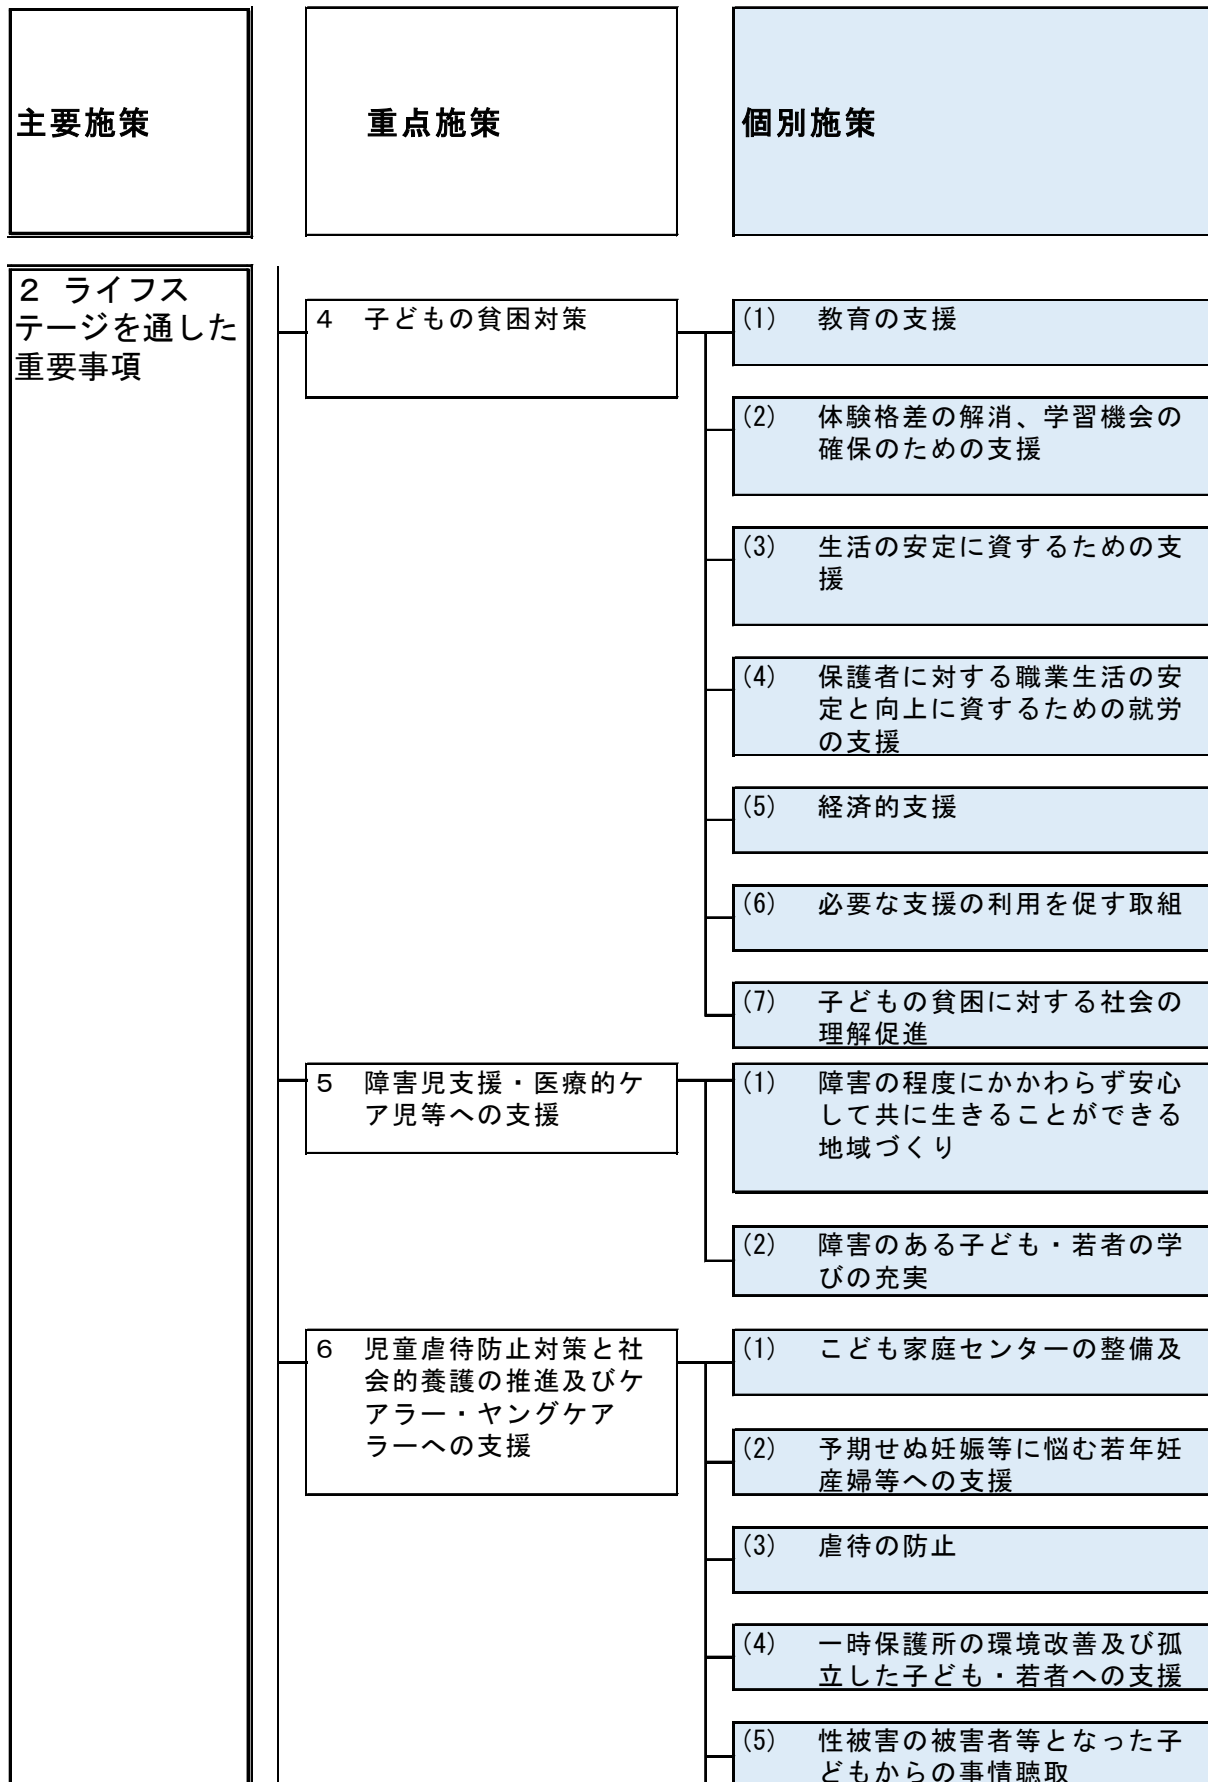 主要施策
重点施策
個別施策
２ ライフス
テージを通した
重要事項
４ 子どもの貧困対策
(1) 教育の支援
(2) 体験格差の解消、学習機会の
確保のための支援
(3) 生活の安定に資するための支
援
(4) 保護者に対する職業生活の安
定と向上に資するための就労
の支援
(5) 経済的支援
(6) 必要な支援の利用を促す取組
(7) 子どもの貧困に対する社会の
理解促進
５ 障害児支援・医療的ケ
ア児等への支援
(1) 障害の程度にかかわらず安心
して共に生きることができる
地域づくり
(2) 障害のある子ども・若者の学
びの充実
６ 児童虐待防止対策と社
会的養護の推進及びケ
アラー・ヤングケア
ラーへの支援
(1) こども家庭センターの整備及
(2) 予期せぬ妊娠等に悩む若年妊
産婦等への支援
(3) 虐待の防止
(4) 一時保護所の環境改善及び孤
立した子ども・若者への支援
(5) 性被害の被害者等となった子
どもからの事情聴取